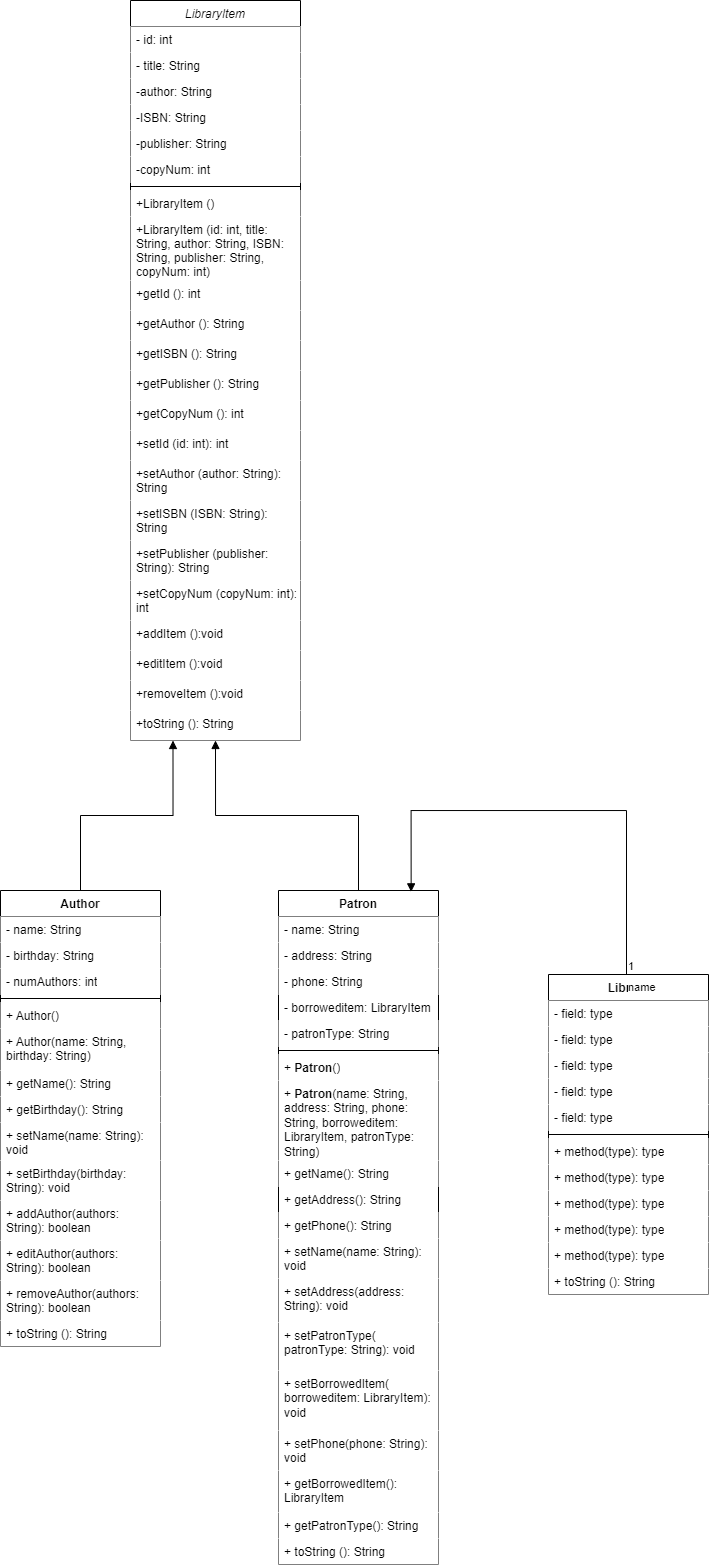 LibraryItem
- id: int
- title: String
-author: String
-ISBN: String
-publisher: String
-copyNum: int
+LibraryItem ()
+LibraryItem (id: int, title:
String, author: String, ISBN:
String, publisher: String,
copyNum: int)
+getId (): int
+getAuthor (): String
+getISBN (): String
+getPublisher (): String
+getCopyNum (): int
+setId (id: int): int
+setAuthor (author: String):
String
+setISBN (ISBN: String):
String
+setPublisher (publisher:
String): String
+setCopyNum (copyNum: int):
int
+addItem ():void
+editItem ():void
+removeItem ():void
+toString (): String
Author
- name: String
- birthday: String
- numAuthors: int
+ Author()
+ Author(name: String,
birthday: String)
+ getName(): String
+ getBirthday(): String
+ setName(name: String):
void
+ setBirthday(birthday:
String): void
+ addAuthor(authors:
String): boolean
+ editAuthor(authors:
String): boolean
+ removeAuthor(authors:
String): boolean
+ toString (): String
Patron
- name: String
- address: String
- phone: String
- borroweditem: LibraryItem
- patronType: String
+ Patron()
+ Patron(name: String,
address: String, phone:
String, borroweditem:
LibraryItem, patronType:
String)
+ getName(): String
+ getAddress(): String
+ getPhone(): String
+ setName(name: String):
void
+ setAddress(address:
String): void
+ setPatronType(
patronType: String): void
+ setBorrowedItem(
borroweditem: LibraryItem):
void
+ setPhone(phone: String):
void
+ getBorrowedItem():
LibraryItem
+ getPatronType(): String
+ toString (): String
1
name
- field: type
- field: type
- field: type
- field: type
- field: type
+ method(type): type
+ method(type): type
+ method(type): type
+ method(type): type
+ method(type): type
+ toString (): String